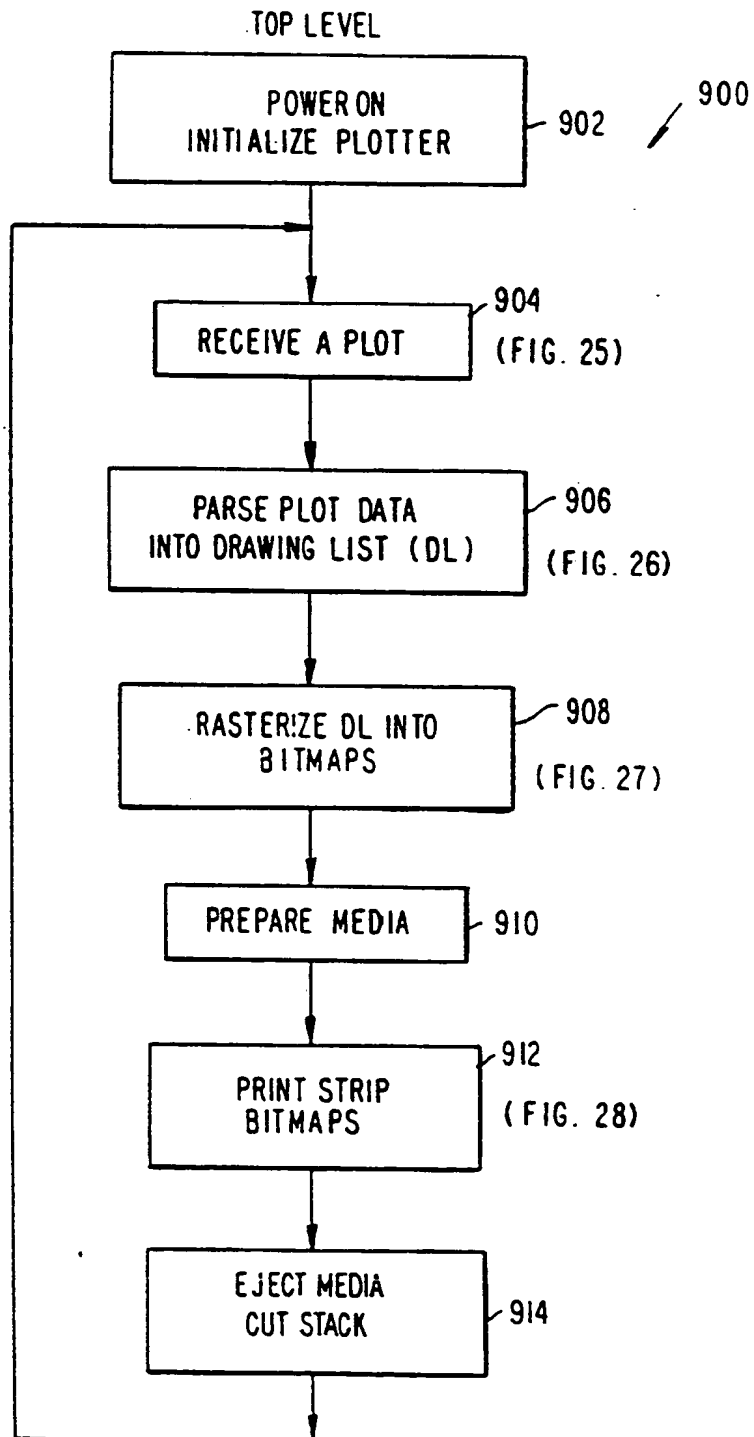 TOP LEVEL
POWER ON
INITIALIZE PLOTTER
902
900
904
RECEIVE A PLOT
(FIG. 25)
PARSE PLOT DATA
INTO DRAWING LIST (DL)
906
(FIG. 26)
RASTERIZE DL INTO
BITMAPS
908
(FIG. 27)
PREPARE MEDIA
910
PRINT STRIP
BITMAPS
912
(FIG. 28)
EJECT MEDIA
CUT STACK
914